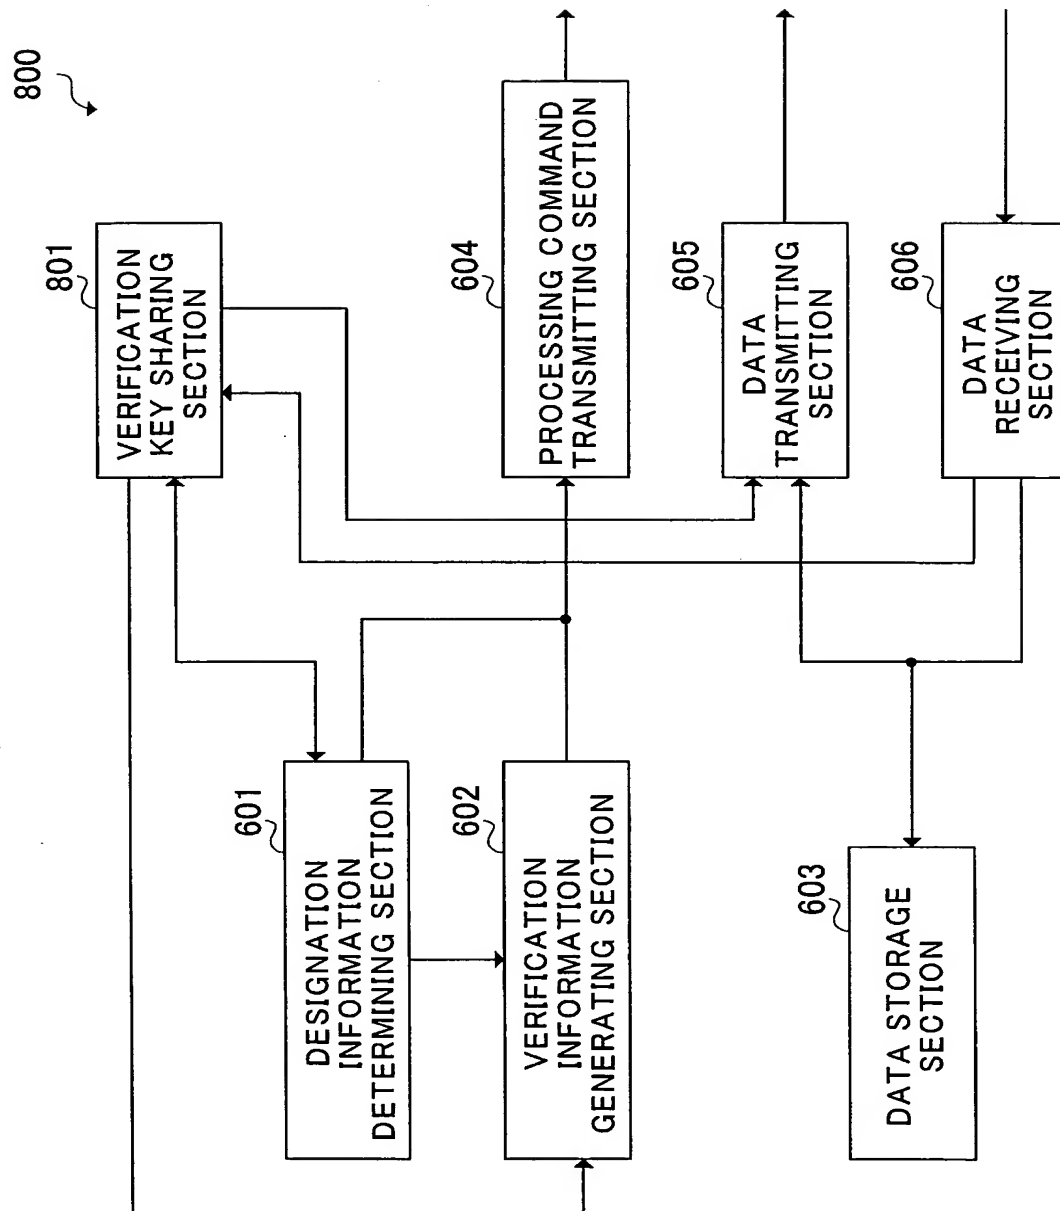 800
801
VERIFICATION
KEY SHARING
SECTION
604
PROCESSING COMMAND
TRANSMITTING SECTION
605
DATA
TRANSMITTING
SECTION
606
DATA
RECEIVING
SECTION
601
DESIGNATION
INFORMATION
DETERMINING SECTION
602
VERIFICATION
INFORMATION
GENERATING SECTION
603
DATA STORAGE
SECTION